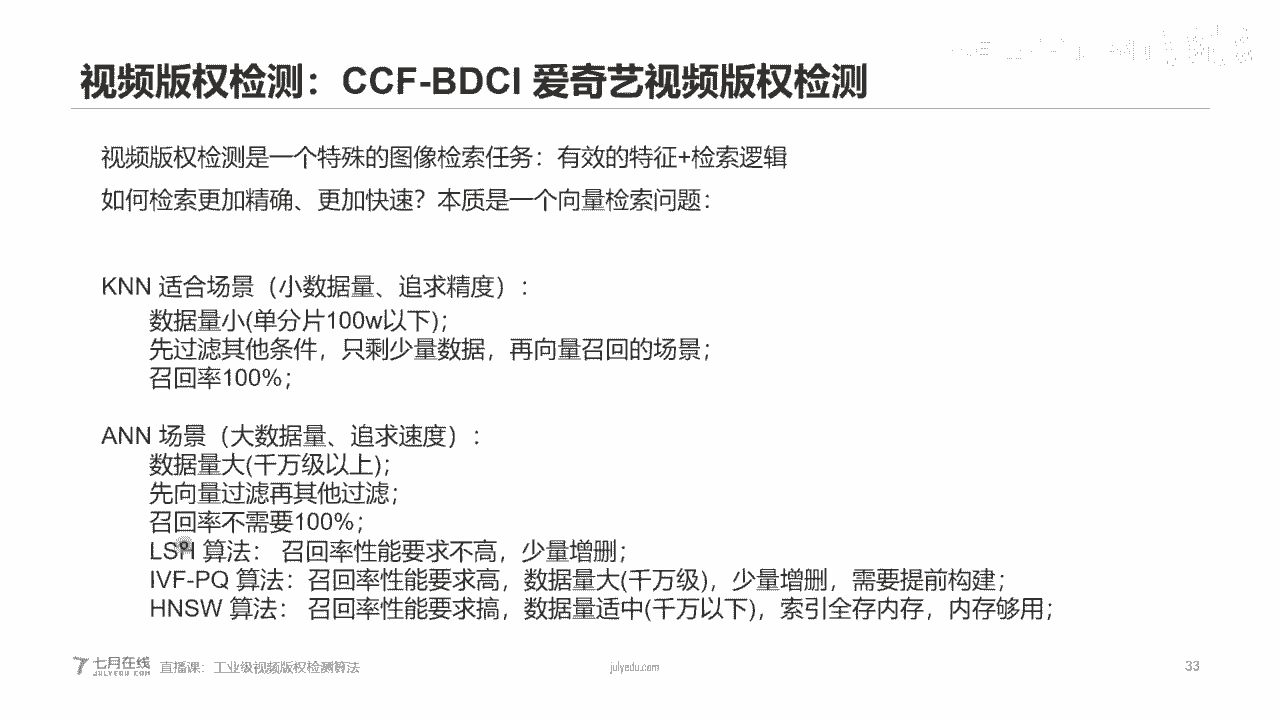 视频版权检测：CCF-BDCI 爱奇艺视频版权检测
视频版权检测是一个特殊的图像检索任务：有效的特征+检索逻辑
如何检索更加精确、更加快速？本质是一个向量检索问题：
KNN 适合场景（小数据量、追求精度）：
数据量小(单分片100w以下)；
先过滤其他条件，只剩少量数据，再向量召回的场景；
召回率100%；
ANN 场景（大数据量、追求速度）：
数据量大(千万级以上)；
先向量过滤再其他过滤；
召回率不需要100%；
LSH 算法： 召回率性能要求不高，少量增删；
IVF-PQ 算法：召回率性能要求高，数据量大(千万级)，少量增删，需要提前构建；
HNSW 算法： 召回率性能要求搞，数据量适中(千万以下)，索引全存内存，内存够用；
七月在线
JULYEDU.COM
直播课：工业级视频版权检测算法
julyedu.com
33